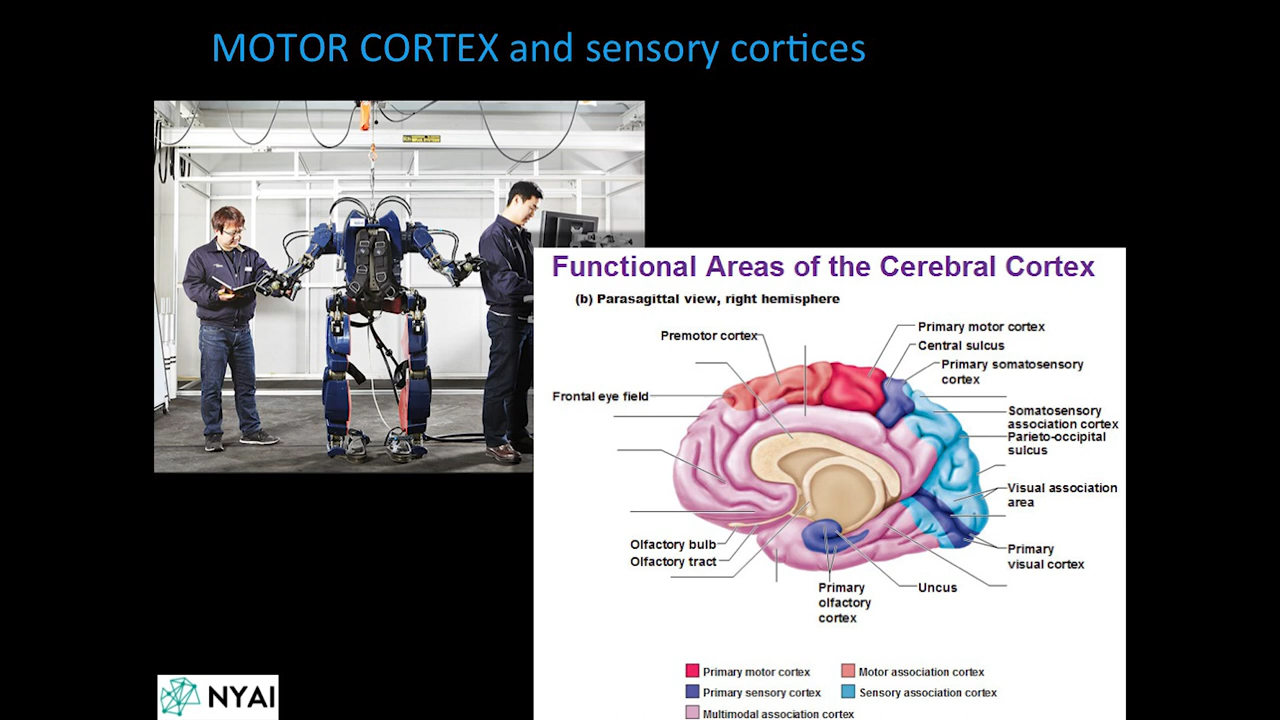 MOTOR CORTEX and sensory cortices
Functional Areas of the Cerebral Cortex
(b) Parasagittal view, right hemisphere
Premotor cortex
Primary motor cortex
Central sulcus
Primary somatosensory
cortex
Frontal eye field
Somatosensory
association cortex
Parieto-occipital
sulcus
Visual association
area
Olfactory bulb
Olfactory tract
Primary
visual cortex
Primary
olfactory
cortex
Uncus
Primary motor cortex
Motor association cortex
Primary sensory cortex
Sensory association cortex
Multimodal association cortex
NYAI